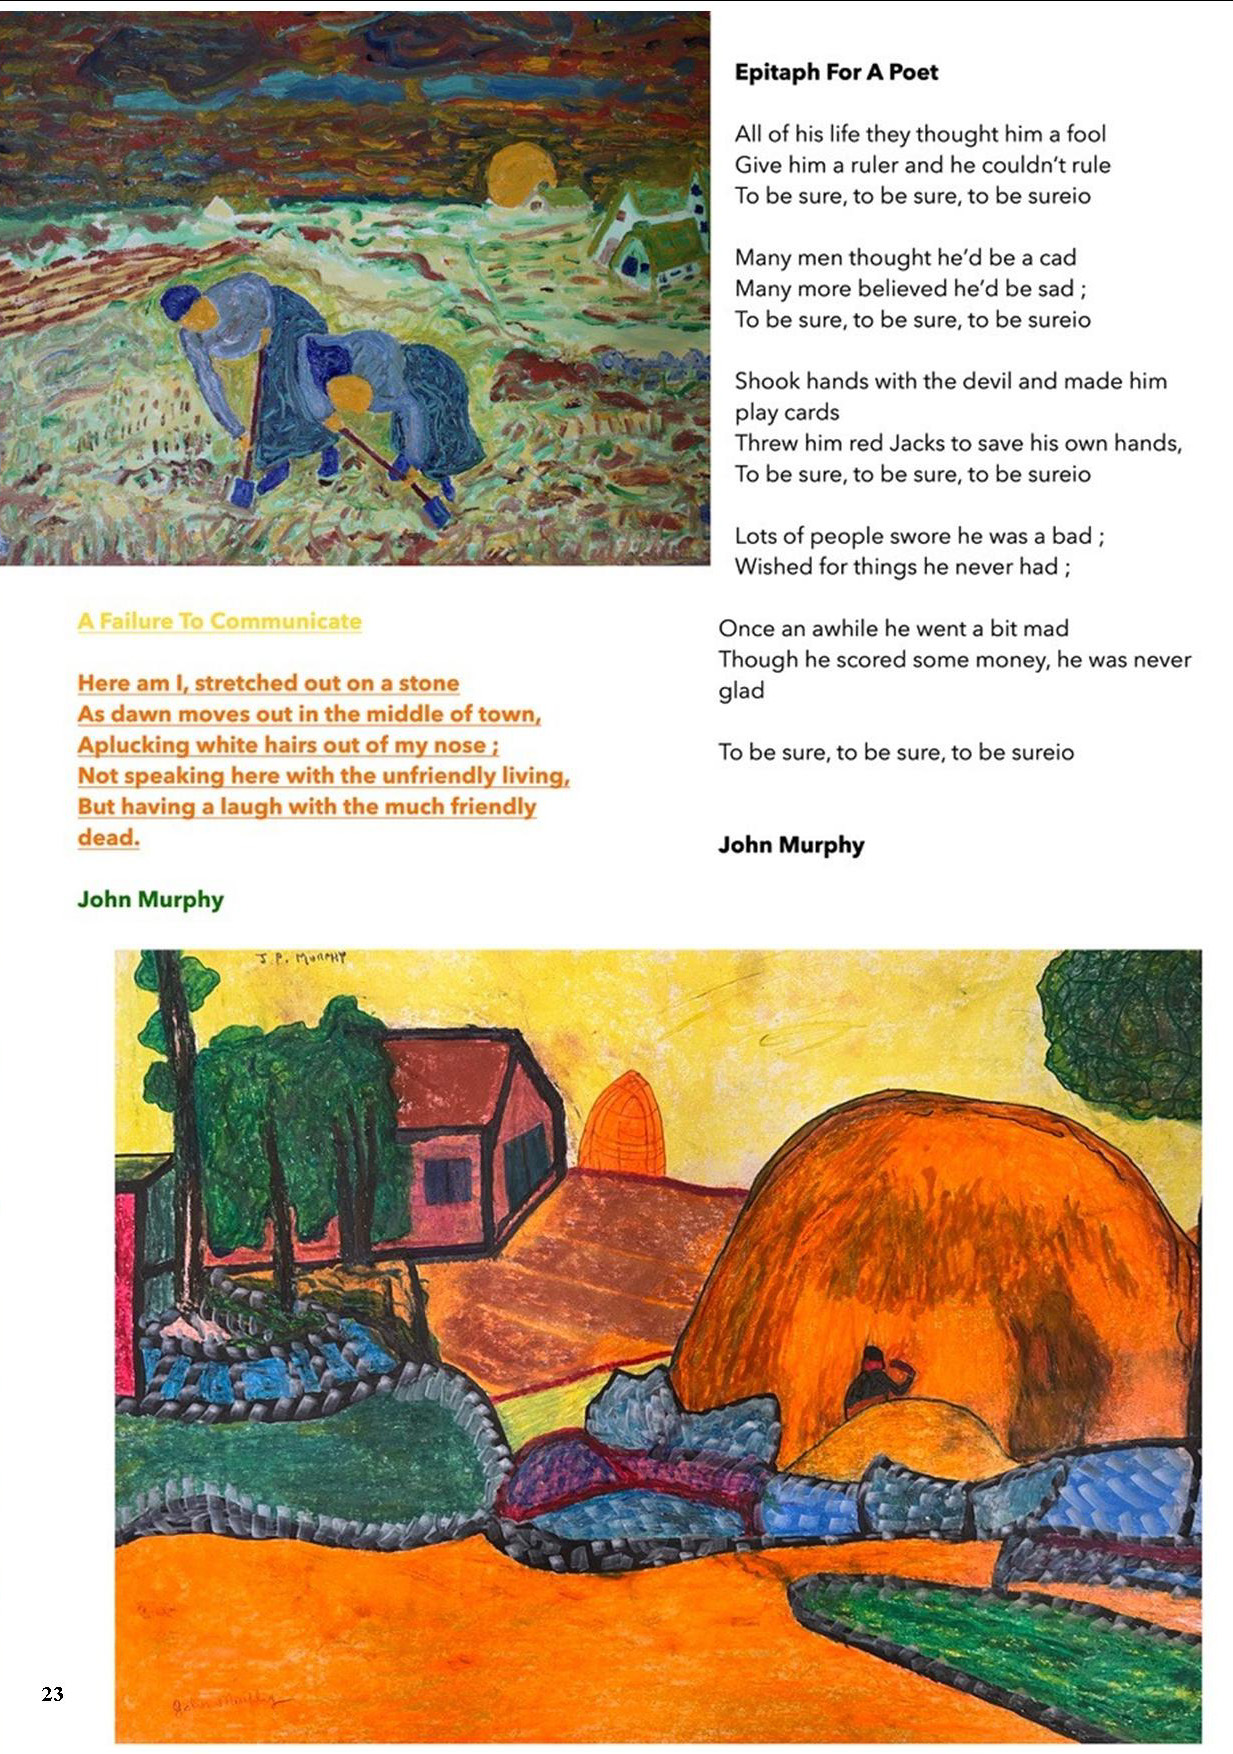 Epitaph For A Poet
All of his life they thought him a fool
Give him a ruler and he couldn't rule
To be sure, to be sure, to be sureio
Many men thought he'd be a cad
Many more believed he'd be sad ;
To be sure, to be sure, to be sureio
Shook hands with the devil and made him
play cards
Threw him red Jacks to save his own hands,
To be sure, to be sure, to be sureio
Lots of people swore he was a bad ;
Wished for things he never had ;
Once an awhile he went a bit mad
Though he scored some money, he was never
glad
To be sure, to be sure, to be sureio
John Murphy
A Failure To Communicate
Here am I, stretched out on a stone
As dawn moves out in the middle of town,
Aplucking white hairs out of my nose ;
Not speaking here with the unfriendly living,
But having a laugh with the much friendly
dead.
John Murphy
J. P. MURPHY
John Murphy
23